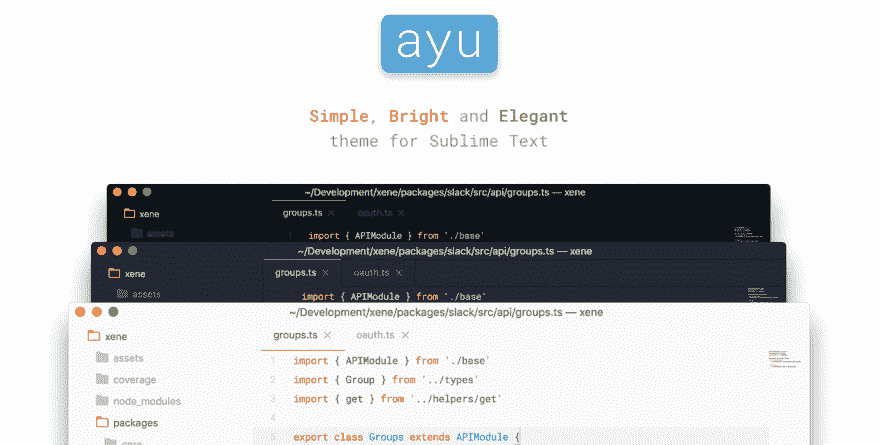 ayu
Simple, Bright and Elegant
theme for Sublime Text
~/Development/xene/packages/slack/src/api/groups.ts — xene
xene
groups.ts ×
oauth.ts ×
assets
1 import { APIModule } from './base'
~/Development/xene/packages/slack/src/api/groups.ts — xene
xene
groups.ts ×
oauth.ts ×
assets
import { APIModule } from './base'
~/Development/xene/packages/slack/src/api/groups.ts — xene
xene
groups.ts ×
oauth.ts ×
assets
coverage
node_modules
packages
core
1 import { APIModule } from './base'
2 import { Group } from '../types'
3 import { get } from '../helpers/get'
4
5 export class Groups extends APIModule {